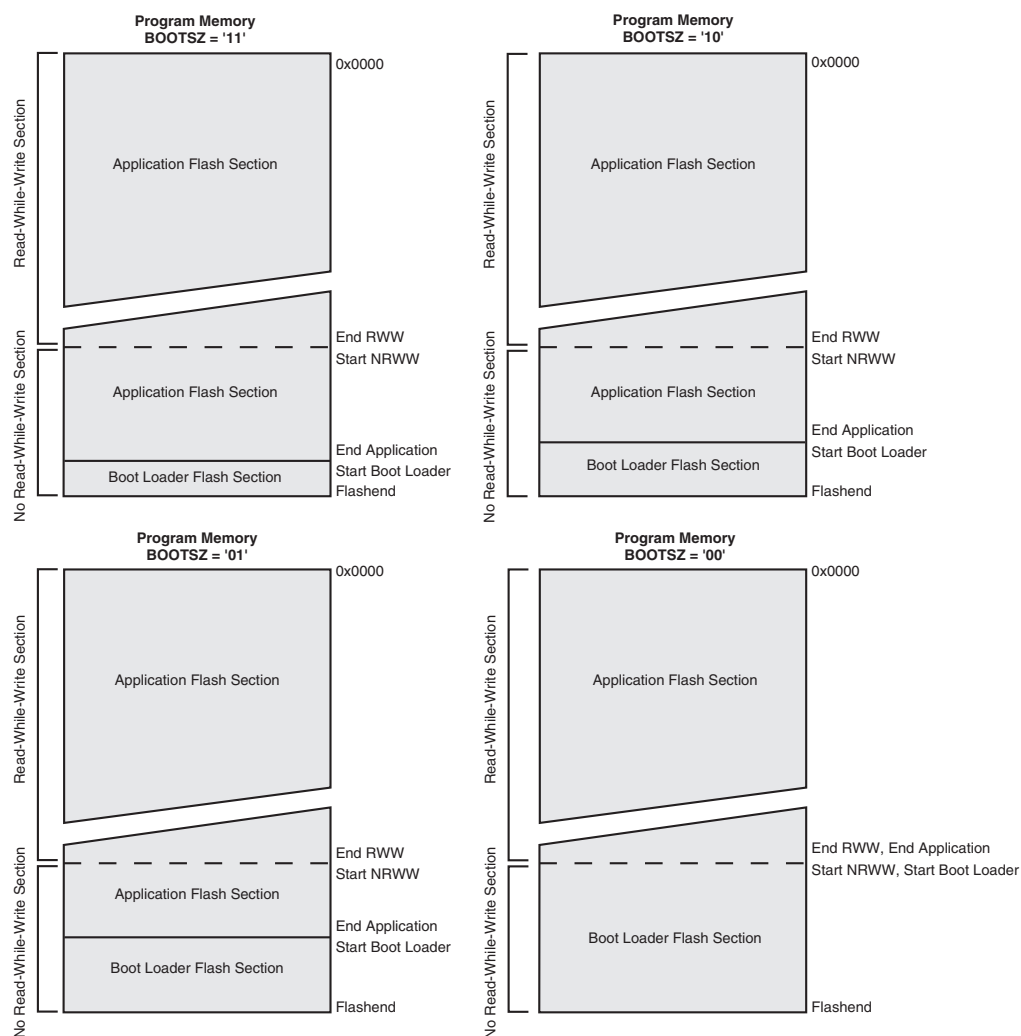 Program Memory
BOOTSZ = '11'
0x0000
Read-While-Write Section
Application Flash Section
End RWW
Start NRWW
No Read-While-Write Section
Application Flash Section
End Application
Start Boot Loader
Boot Loader Flash Section
Flashend
Program Memory
BOOTSZ = '10'
0x0000
Read-While-Write Section
Application Flash Section
End RWW
Start NRWW
No Read-While-Write Section
Application Flash Section
End Application
Start Boot Loader
Boot Loader Flash Section
Flashend
Program Memory
BOOTSZ = '01'
0x0000
Read-While-Write Section
Application Flash Section
End RWW
Start NRWW
No Read-While-Write Section
Application Flash Section
End Application
Start Boot Loader
Boot Loader Flash Section
Flashend
Program Memory
BOOTSZ = '00'
0x0000
Read-While-Write Section
Application Flash Section
End RWW, End Application
Start NRWW, Start Boot Loader
No Read-While-Write Section
Boot Loader Flash Section
Flashend